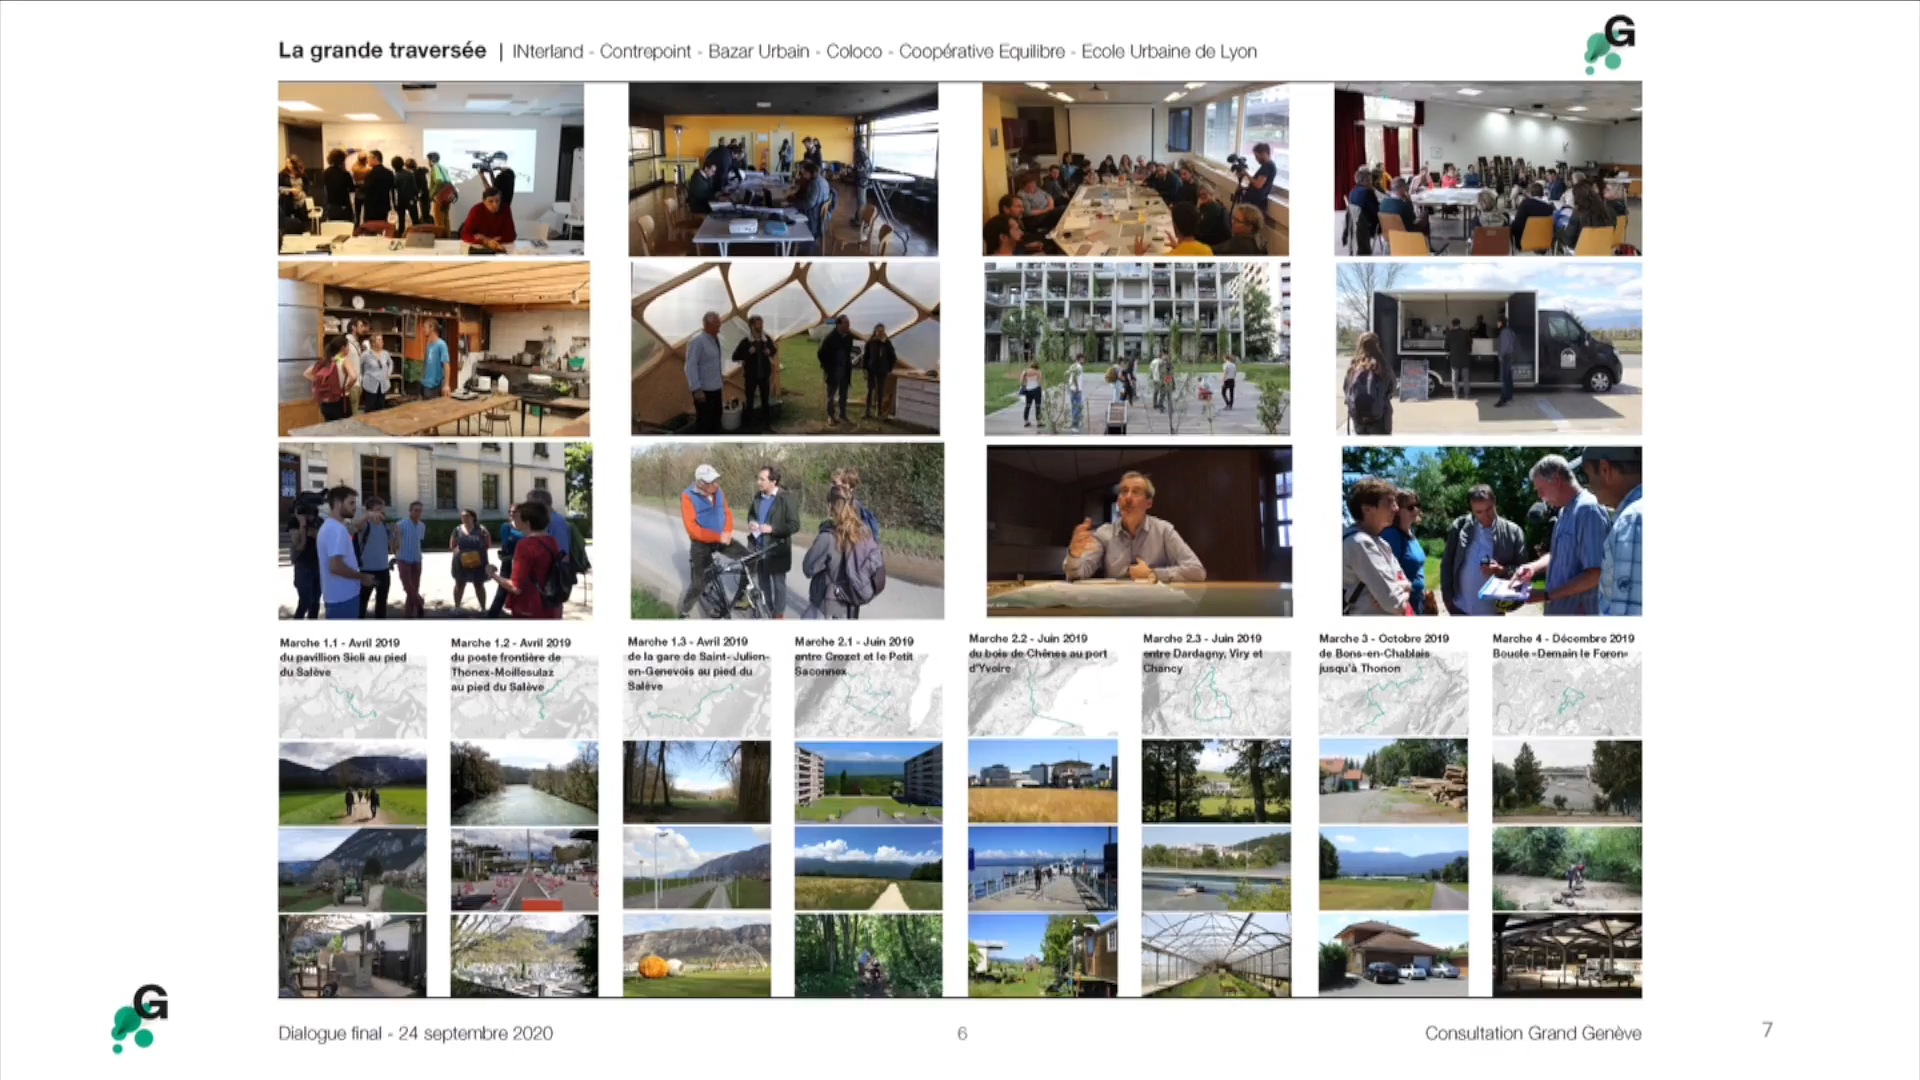 La grande traversée | INterland - Contrepoint - Bazar Urbain - Coloco - Coopérative Equilibre - Ecole Urbaine de Lyon
G
Marche 1.1 - Avril 2019
du pavillion Sicli au pied
du Salève
Marche 1.2 - Avril 2019
du poste frontière de
Thonex-Moillesulaz
au pied du Salève
Marche 1.3 - Avril 2019
de la gare de Saint-Julien-
en-Genevois au pied du
Salève
Marche 2.1 - Juin 2019
entre Crozet et le Petit
Saconnex
Marche 2.2 - Juin 2019
du bois de Chênes au port
d'Yvoire
Marche 2.3 - Juin 2019
entre Dardagny, Viry et
Chancy
Marche 3 - Octobre 2019
de Bons-en-Chablais
jusqu'à Thonon
Marche 4 - Décembre 2019
Boucle «Demain le Foron»
G
Dialogue final - 24 septembre 2020
6
Consultation Grand Genève
7